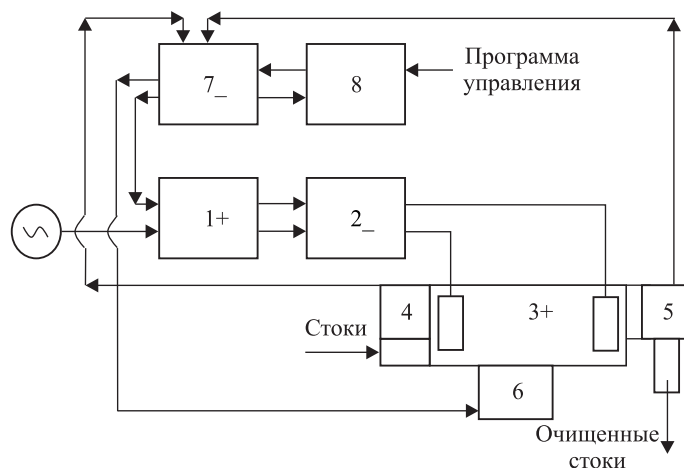 Программа
управления
7_
8
1+
2_
4
3+
5
Стоки
6
Очищенные
стоки